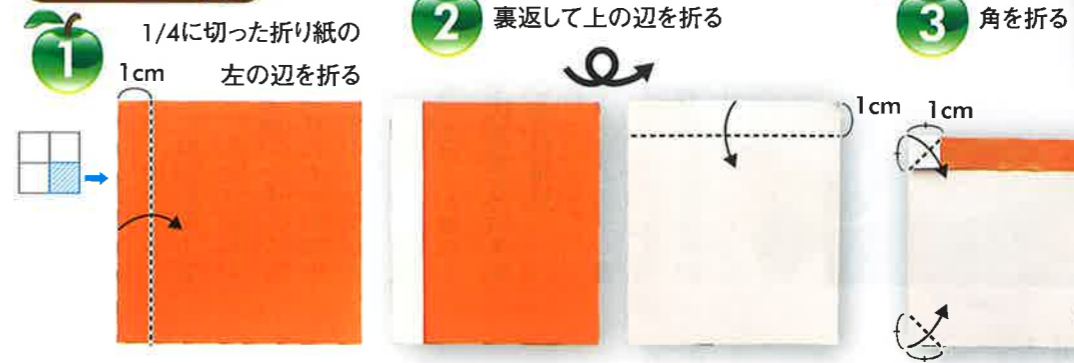 1
1/4に切った折り紙の
左の辺を折る
1cm
2
裏返して上の辺を折る
1cm
3
角を折る
1cm